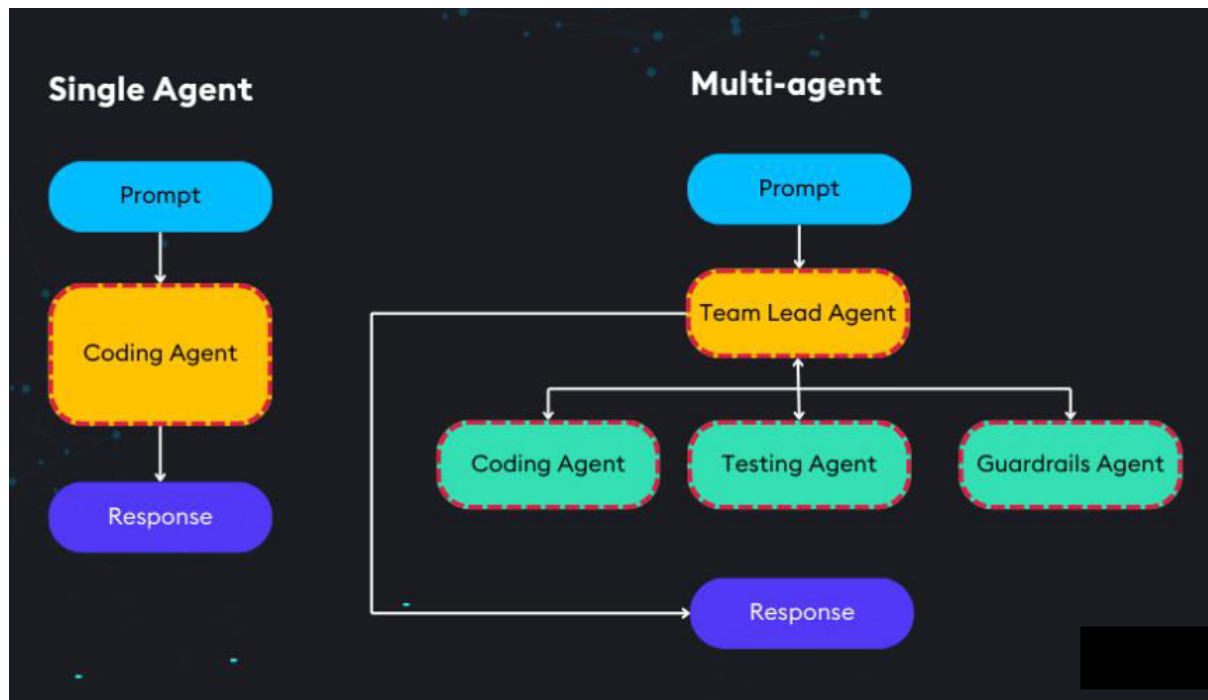 Single Agent
Prompt
Coding Agent
Response
Multi-agent
Prompt
Team Lead Agent
Coding Agent
Testing Agent
Guardrails Agent
Response